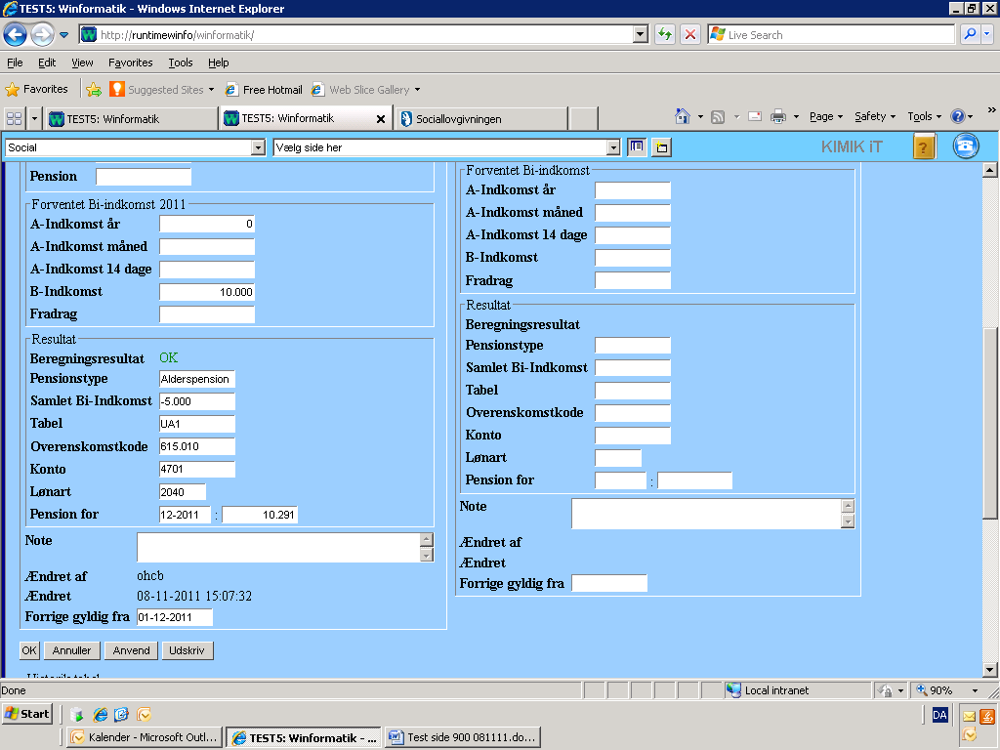 TEST5: Winformatik - Windows Internet Explorer
http://runtimewinfo/winformatik/
Live Search
File Edit View Favorites Tools Help
Favorites Suggested Sites Free Hotmail Web Slice Gallery
TEST5: Winformatik TEST5: Winformatik Sociallovgivningen Page Safety Tools
Social Vælg side her KIMIK iT
Pension
Forventet Bi-indkomst 2011
A-Indkomst år 0
A-Indkomst måned
A-Indkomst 14 dage
B-Indkomst 10.000
Fradrag
Resultat
Beregningsresultat OK
Pensionstype Alderspension
Samlet Bi-Indkomst -5.000
Tabel UA1
Overenskomstkode 615.010
Konto 4701
Lønart 2040
Pension for 12-2011 : 10.291
Note
Ændret af ohcb
Ændret 08-11-2011 15:07:32
Forrige gyldig fra 01-12-2011
Forventet Bi-indkomst
A-Indkomst år
A-Indkomst måned
A-Indkomst 14 dage
B-Indkomst
Fradrag
Resultat
Beregningsresultat
Pensionstype
Samlet Bi-Indkomst
Tabel
Overenskomstkode
Konto
Lønart
Pension for :
Note
Ændret af
Ændret
Forrige gyldig fra
OK Annuller Anvend Udskriv
Done Local intranet 90%
Start DA
Kalender - Microsoft Outl... TEST5: Winformatik - ... Test side 900 081111.do...